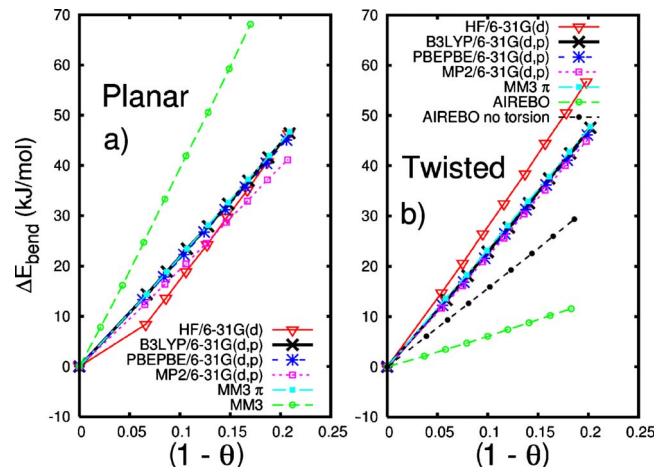 ΔE_bend (kJ/mol)
70
60
50
40
30
20
10
0
-10
Planar
a)
HF/6-31G(d)
B3LYP/6-31G(d,p)
PBEPBE/6-31G(d,p)
MP2/6-31G(d,p)
MM3 π
MM3
0.00 0.05 0.1 0.15 0.2 0.25
(1 - θ)
70
60
50
40
30
20
10
0
-10
HF/6-31G(d)
B3LYP/6-31G(d,p)
PBEPBE/6-31G(d,p)
MP2/6-31G(d,p)
MM3 π
AIREBO
AIREBO no torsion
Twisted
b)
0.00 0.05 0.1 0.15 0.2 0.25
(1 - θ)